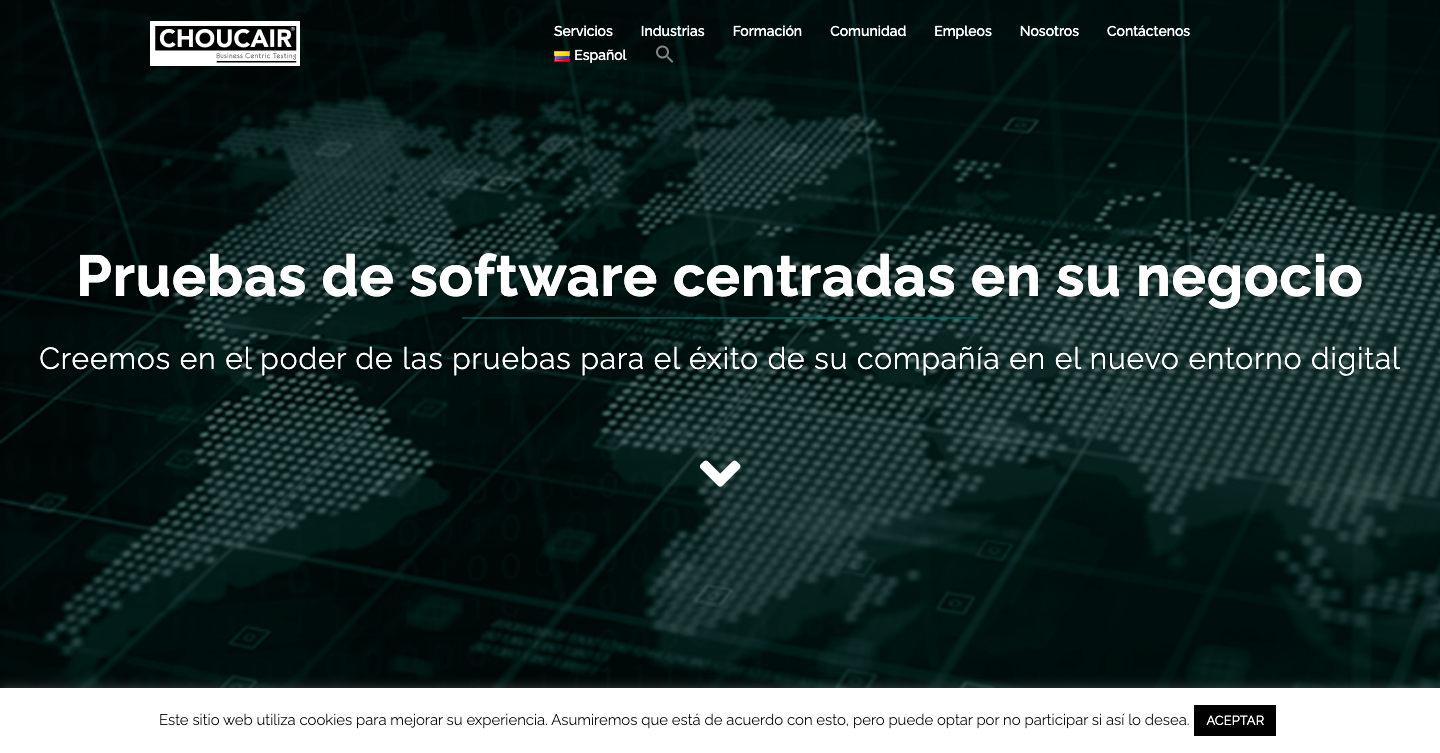 CHOUCAIR
Business Centric Testing
Servicios Industrias Formación Comunidad Empleos Nosotros Contáctenos
Español
Pruebas de software centradas en su negocio
Creemos en el poder de las pruebas para el éxito de su compañía en el nuevo entorno digital
Este sitio web utiliza cookies para mejorar su experiencia. Asumiremos que está de acuerdo con esto, pero puede optar por no participar si así lo desea. ACEPTAR